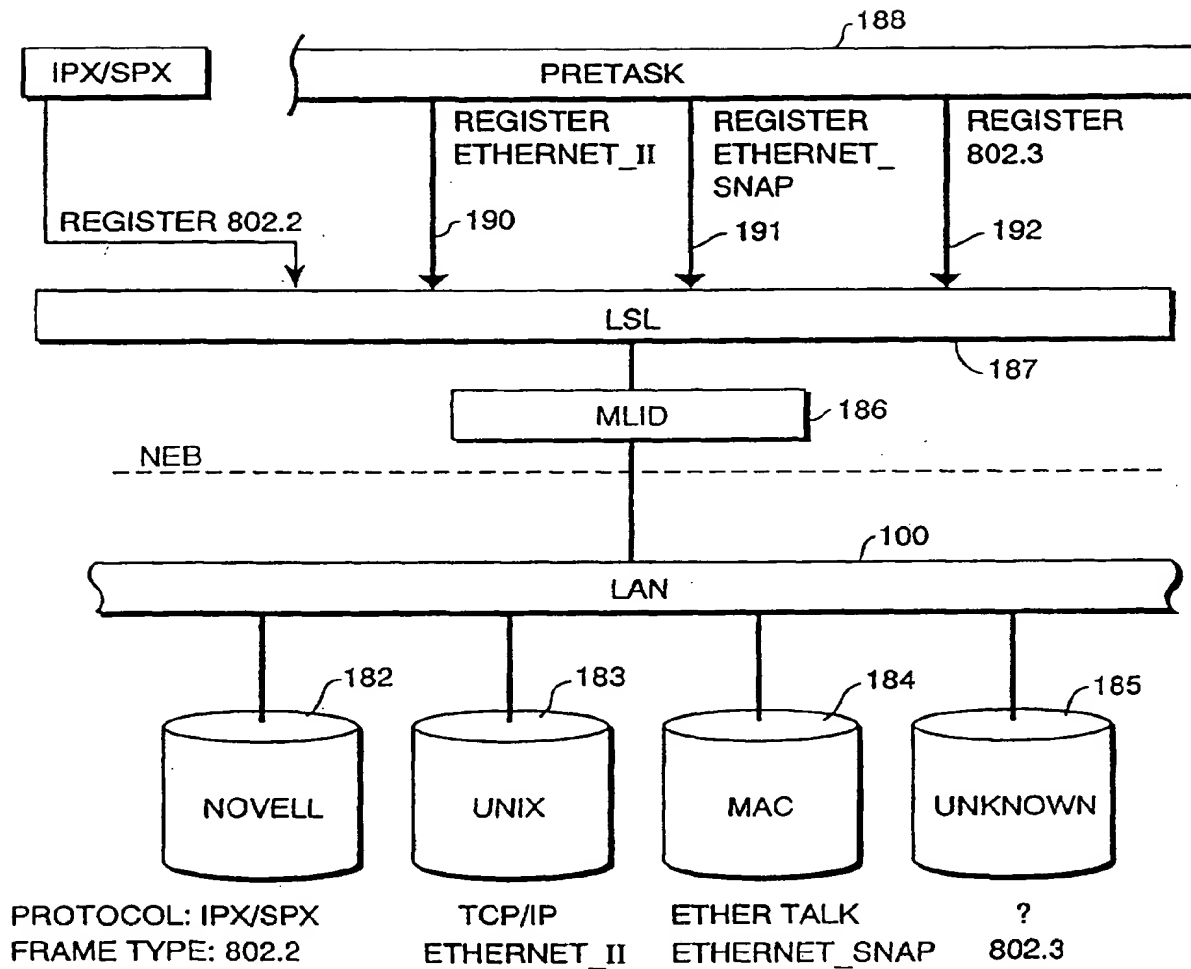 188
IPX/SPX
PRETASK
REGISTER
ETHERNET_II
REGISTER
ETHERNET_
SNAP
REGISTER
802.3
REGISTER 802.2
190
191
192
LSL
187
MLID
186
NEB
100
LAN
182
183
184
185
NOVELL
UNIX
MAC
UNKNOWN
PROTOCOL: IPX/SPX TCP/IP ETHER TALK ?
FRAME TYPE: 802.2 ETHERNET_II ETHERNET_SNAP 802.3